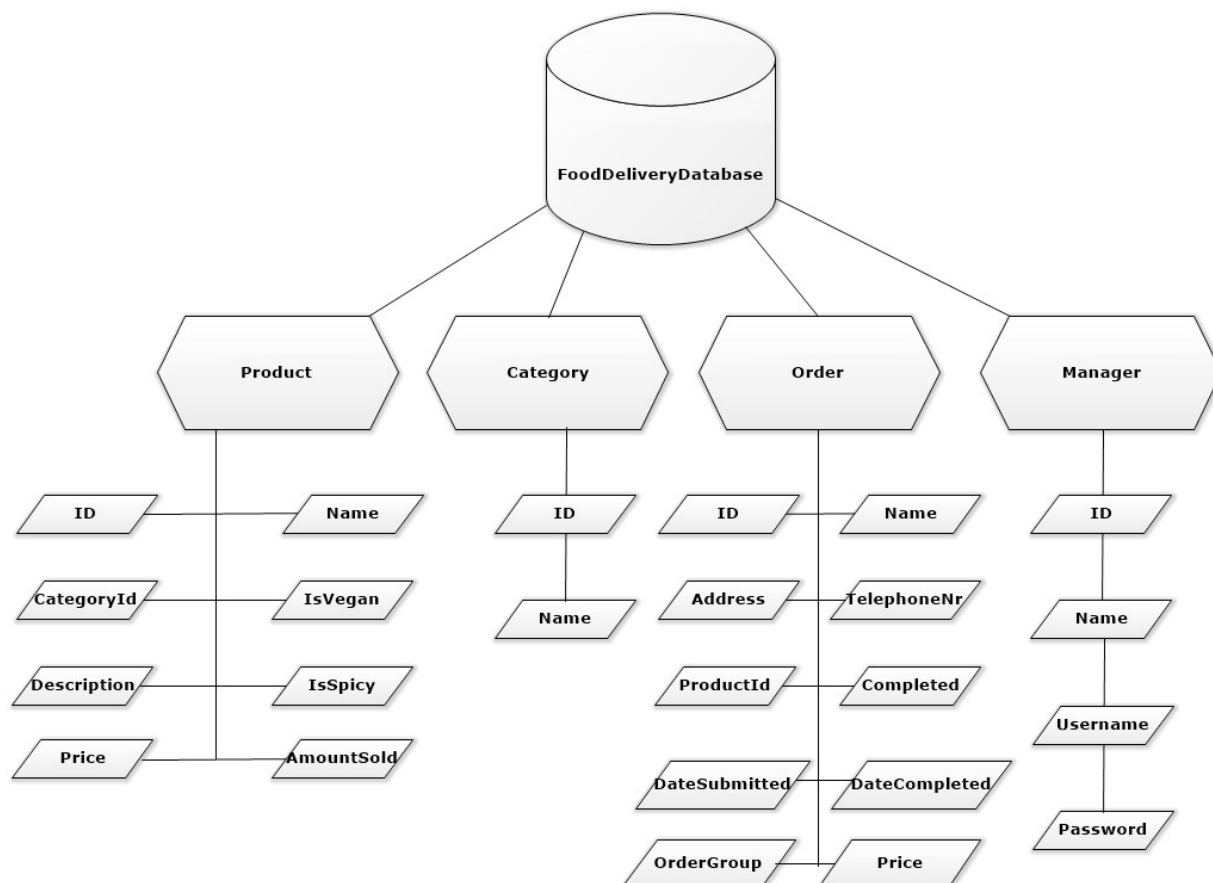 FoodDeliveryDatabase
Product
Category
Order
Manager
ID
Name
ID
ID
Name
ID
CategoryId
IsVegan
Name
Address
TelephoneNr
Name
Description
IsSpicy
ProductId
Completed
Username
Price
AmountSold
DateSubmitted
DateCompleted
Password
OrderGroup
Price